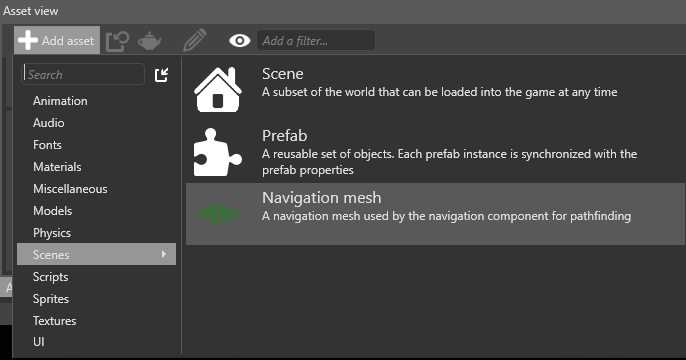 Asset view
Add asset
Add a filter...
Search
Animation
Audio
Fonts
Materials
Miscellaneous
Models
Physics
Scenes
Scripts
Sprites
Textures
UI
Scene
A subset of the world that can be loaded into the game at any time
Prefab
A reusable set of objects. Each prefab instance is synchronized with the
prefab properties
Navigation mesh
A navigation mesh used by the navigation component for pathfinding